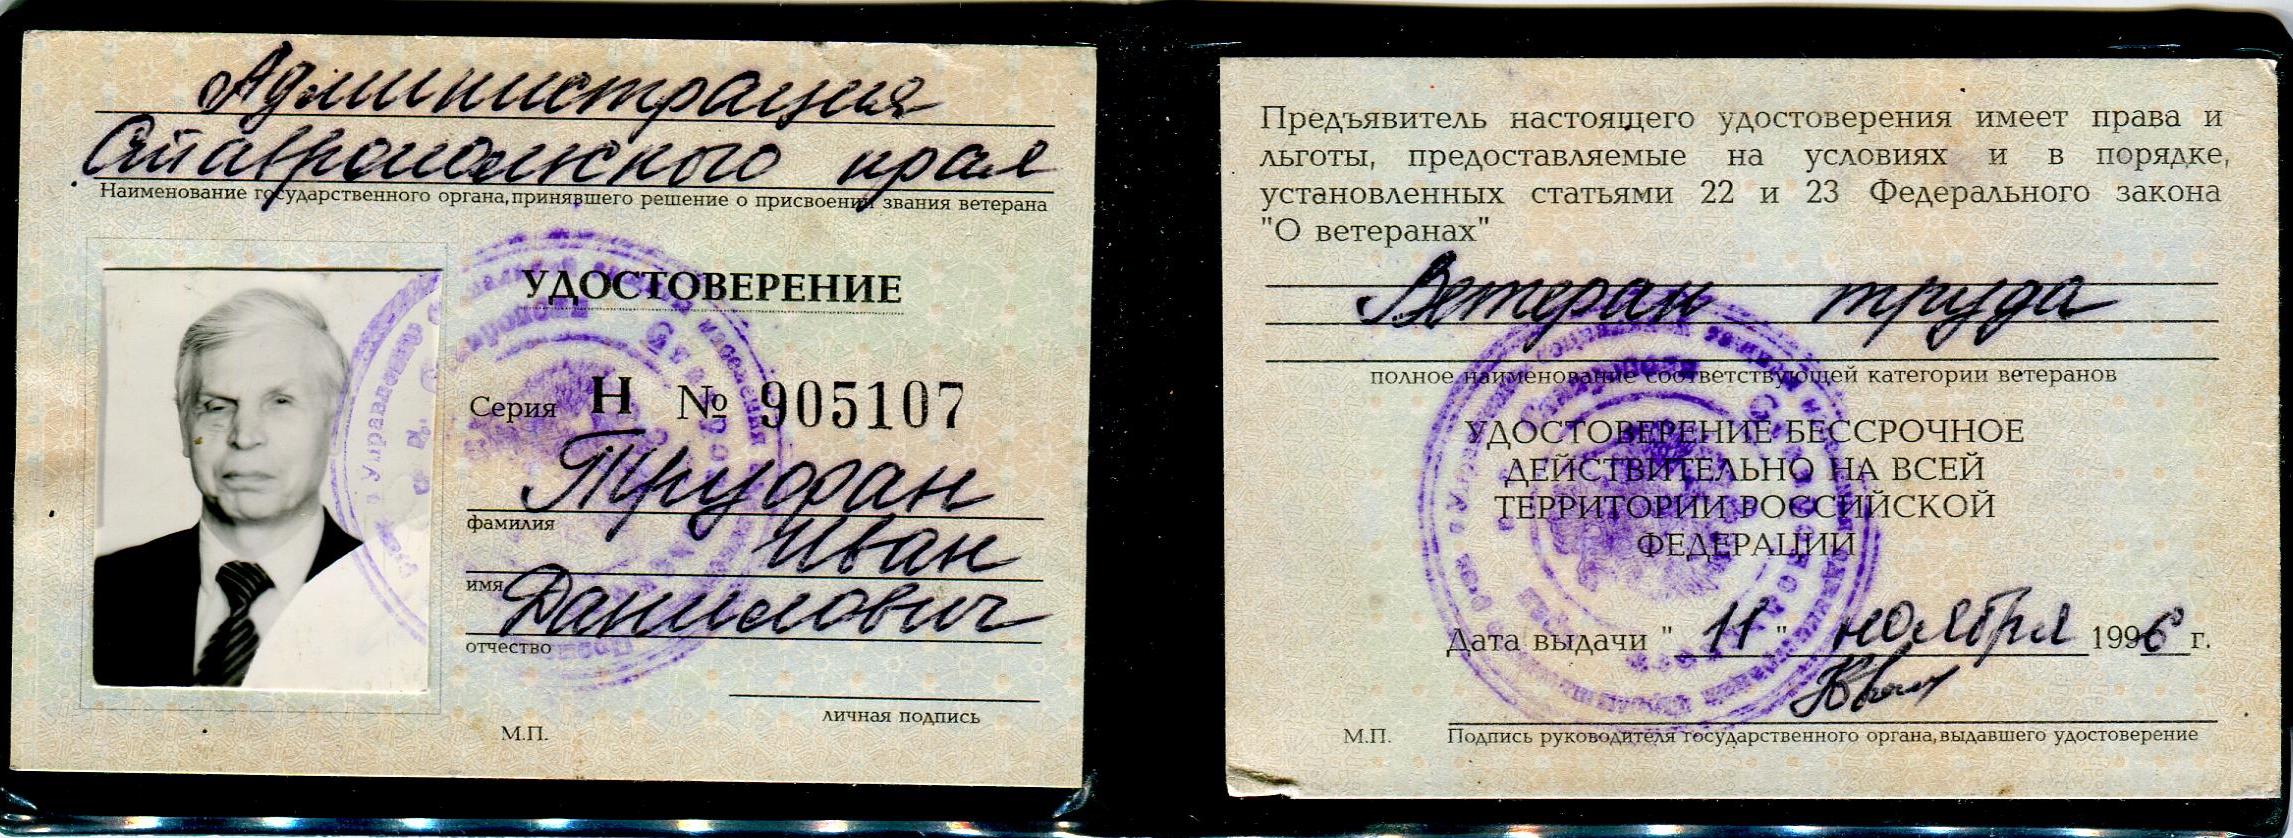 Администрация
Ставропольского края
Наименование государственного органа, принявшего решение о присвоении звания ветерана
УДОСТОВЕРЕНИЕ
Серия Н № 905107
Труфан
фамилия
Иван
имя
Данилович
отчество
личная подпись
М.П.
Предъявитель настоящего удостоверения имеет права и
льготы, предоставляемые на условиях и в порядке,
установленных статьями 22 и 23 Федерального закона
"О ветеранах"
Ветеран труда
полное наименование соответствующей категории ветеранов
УДОСТОВЕРЕНИЕ БЕССРОЧНОЕ
ДЕЙСТВИТЕЛЬНО НА ВСЕЙ
ТЕРРИТОРИИ РОССИЙСКОЙ
ФЕДЕРАЦИИ
Дата выдачи "11" ноября 1996 г.
М.П. Подпись руководителя государственного органа, выдавшего удостоверение